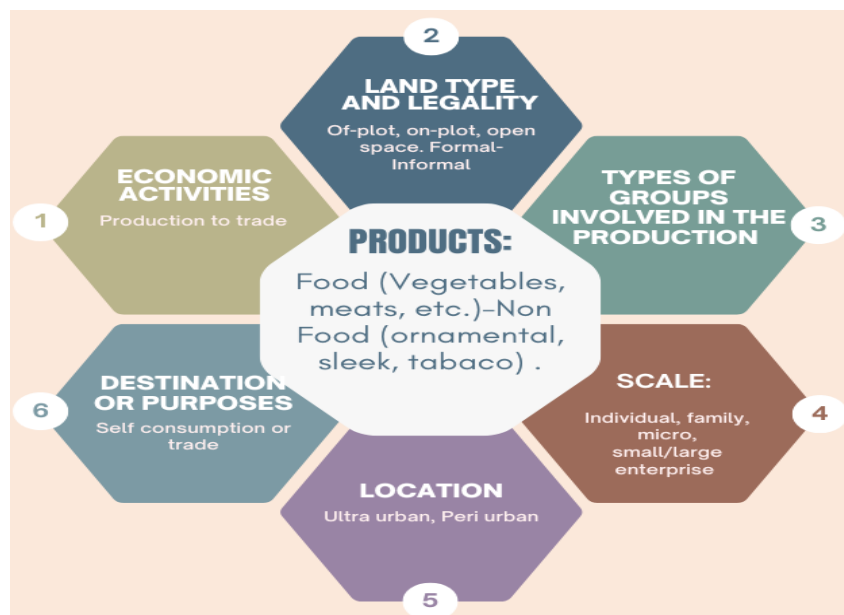 1
ECONOMIC
ACTIVITIES
Production to trade
2
LAND TYPE
AND LEGALITY
Of-plot, on-plot, open
space. Formal-
Informal
3
TYPES OF
GROUPS
INVOLVED IN THE
PRODUCTION
PRODUCTS:
Food (Vegetables,
meats, etc.)-Non
Food (ornamental,
sleek, tabaco) .
4
SCALE:
Individual, family,
micro,
small/large
enterprise
5
LOCATION
Ultra urban, Peri urban
6
DESTINATION
OR PURPOSES
Self consumption or
trade